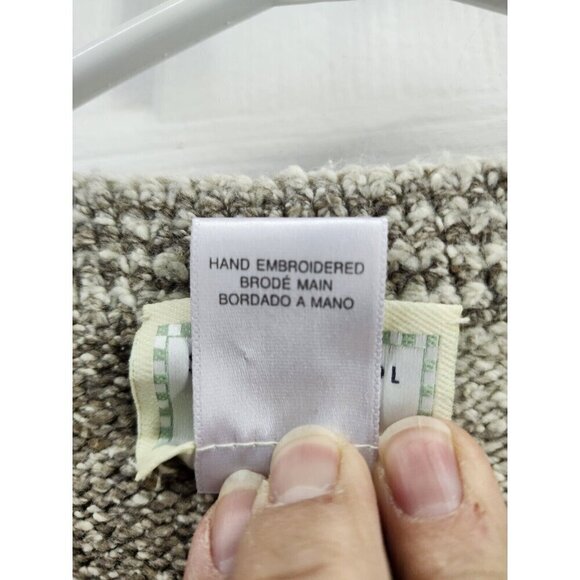 HAND EMBROIDERED
BRODÉ MAIN
BORDADO A MANO
L